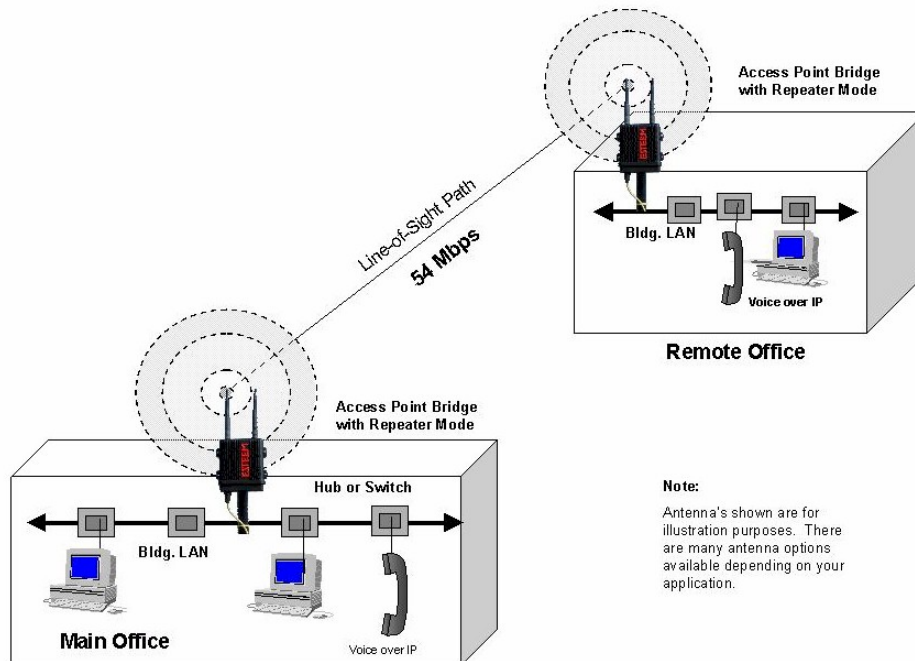 Access Point Bridge
with Repeater Mode
ESTEEM
Line-of-Sight Path
54 Mbps
Bldg. LAN
Voice over IP
Remote Office
Access Point Bridge
with Repeater Mode
ESTEEM
Hub or Switch
Bldg. LAN
Main Office
Voice over IP
Note:
Antenna's shown are for
illustration purposes. There
are many antenna options
available depending on your
application.